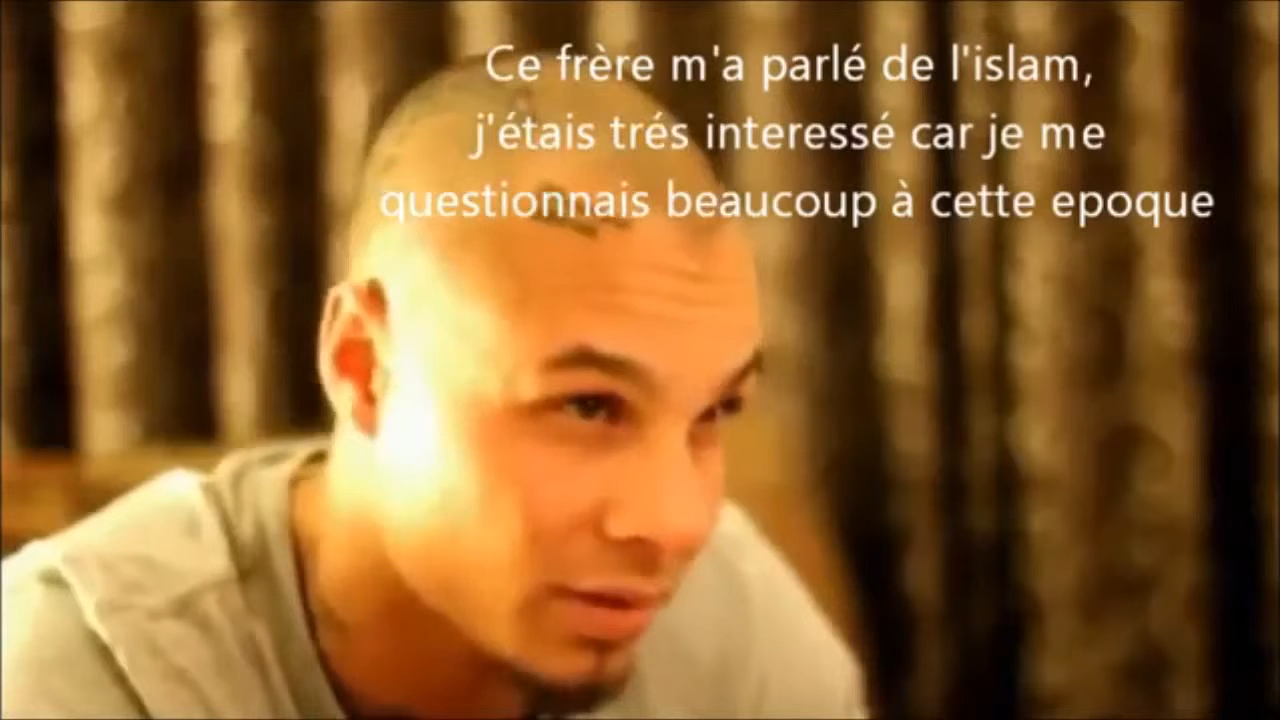 Ce frère m'a parlé de l'islam,
j'étais trés interessé car je me
questionnais beaucoup à cette epoque